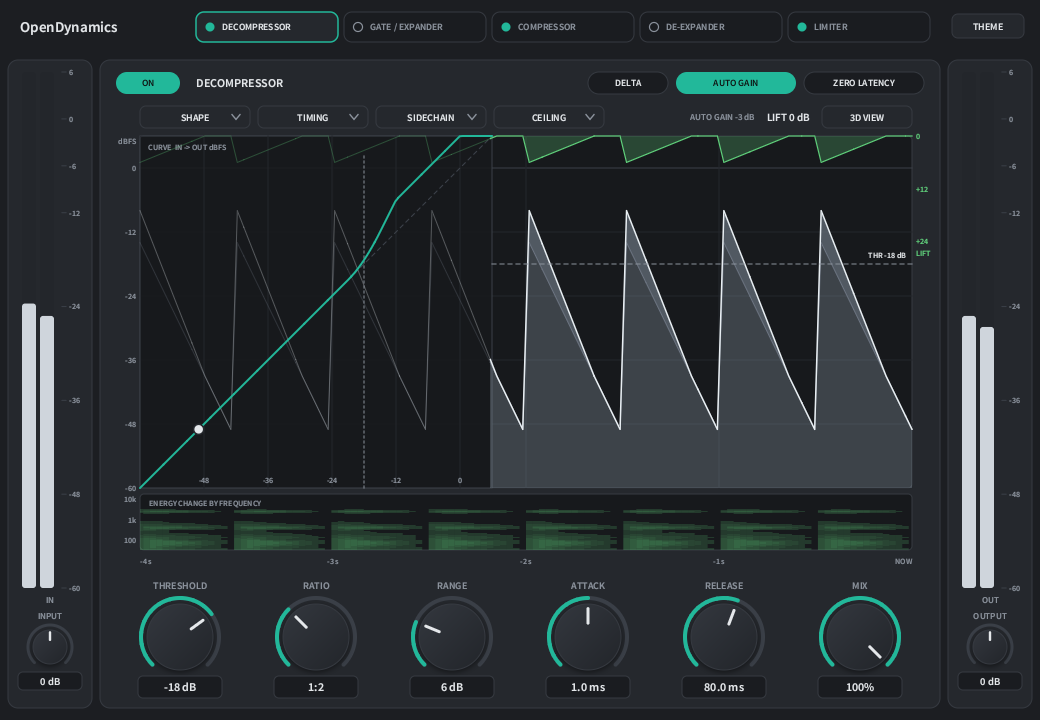 OpenDynamics
DECOMPRESSOR
GATE / EXPANDER
COMPRESSOR
DE-EXPANDER
LIMITER
THEME
ON
DECOMPRESSOR
DELTA
AUTO GAIN
ZERO LATENCY
SHAPE
TIMING
SIDECHAIN
CEILING
AUTO GAIN -3 dB
LIFT 0 dB
3D VIEW
dBFS
CURVE IN -> OUT dBFS
0
-12
-24
-36
-48
-60
-48
-36
-12
0
THR -18 dB
0
+12
+24
LIFT
10k
1k
100
ENERGY CHANGE BY FREQUENCY
-4s
-3s
-2s
-1s
NOW
6
0
-6
-12
-24
-36
-48
-60
IN
INPUT
0 dB
THRESHOLD
RATIO
RANGE
ATTACK
RELEASE
MIX
-18 dB
1:2
6 dB
1.0 ms
80.0 ms
100%
6
0
-6
-12
-24
-36
-48
-60
OUT
OUTPUT
0 dB